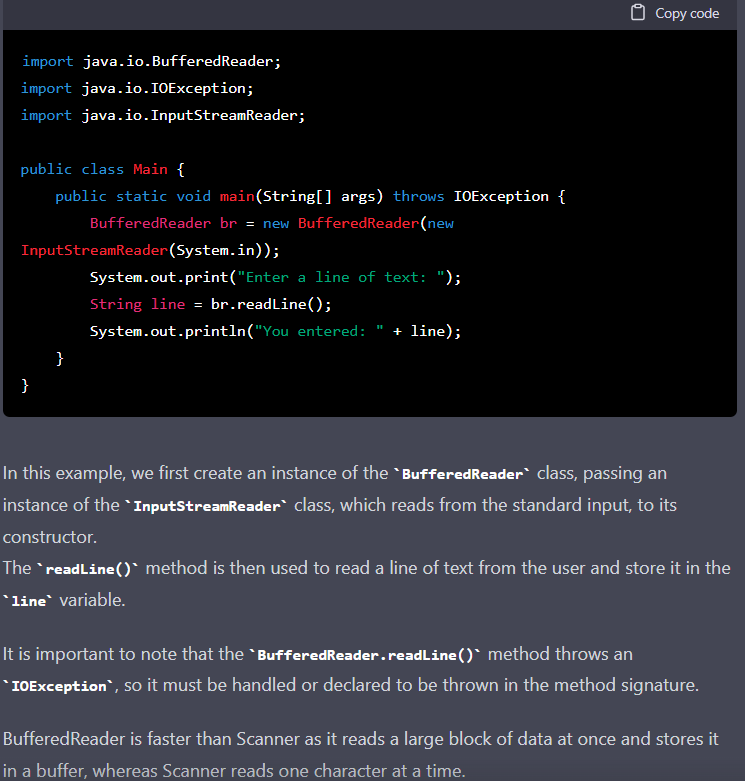 Copy code
import java.io.BufferedReader;
import java.io.IOException;
import java.io.InputStreamReader;
public class Main {
    public static void main(String[] args) throws IOException {
        BufferedReader br = new BufferedReader(new
InputStreamReader(System.in));
        System.out.print("Enter a line of text: ");
        String line = br.readLine();
        System.out.println("You entered: " + line);
    }
}
In this example, we first create an instance of the `BufferedReader` class, passing an
instance of the `InputStreamReader` class, which reads from the standard input, to its
constructor.
The `readLine()` method is then used to read a line of text from the user and store it in the
`line` variable.
It is important to note that the `BufferedReader.readLine()` method throws an
`IOException`, so it must be handled or declared to be thrown in the method signature.
BufferedReader is faster than Scanner as it reads a large block of data at once and stores it
in a buffer, whereas Scanner reads one character at a time.